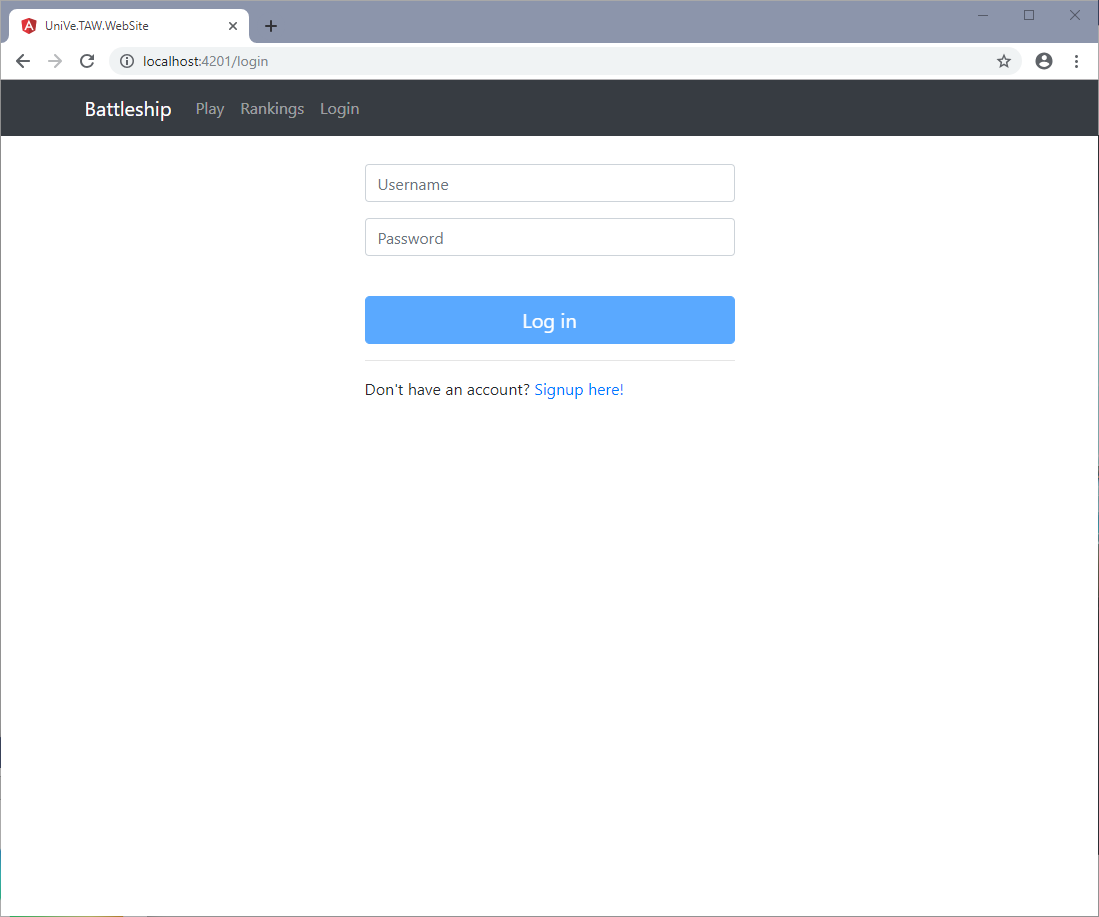 UniVe.TAW.WebSite
localhost:4201/login
Battleship Play Rankings Login
Username
Password
Log in
Don't have an account? Signup here!